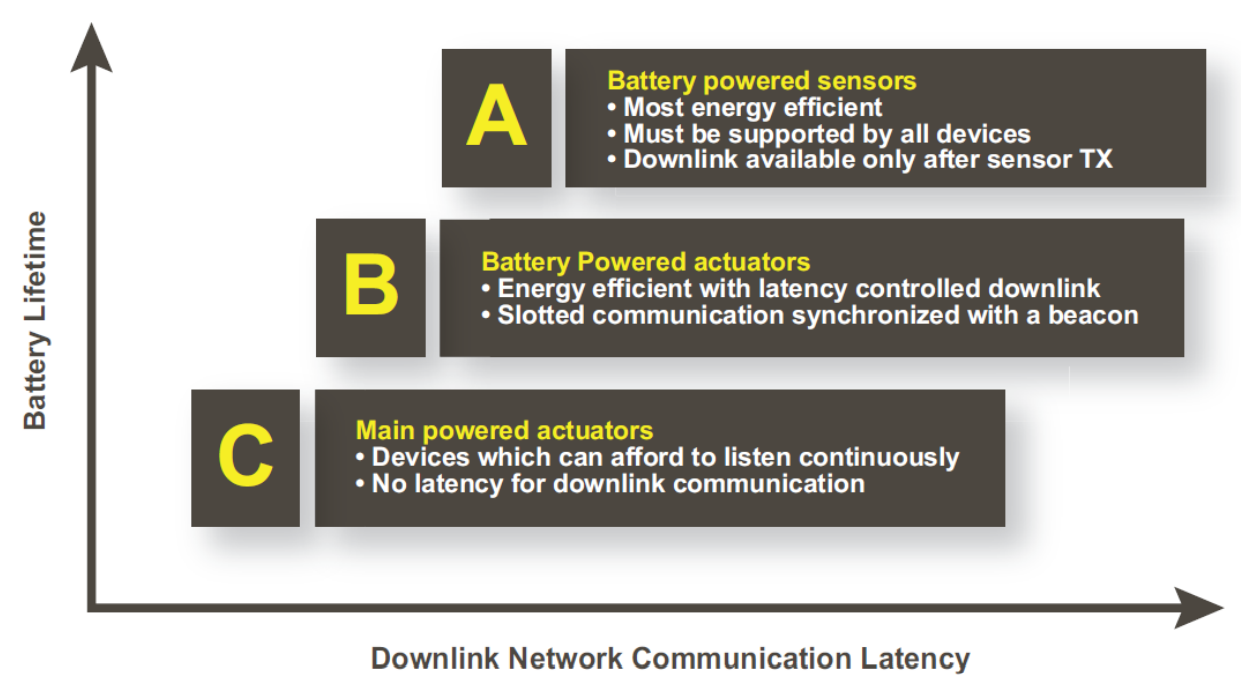 Battery Lifetime
A
Battery powered sensors
• Most energy efficient
• Must be supported by all devices
• Downlink available only after sensor TX
B
Battery Powered actuators
• Energy efficient with latency controlled downlink
• Slotted communication synchronized with a beacon
C
Main powered actuators
• Devices which can afford to listen continuously
• No latency for downlink communication
Downlink Network Communication Latency